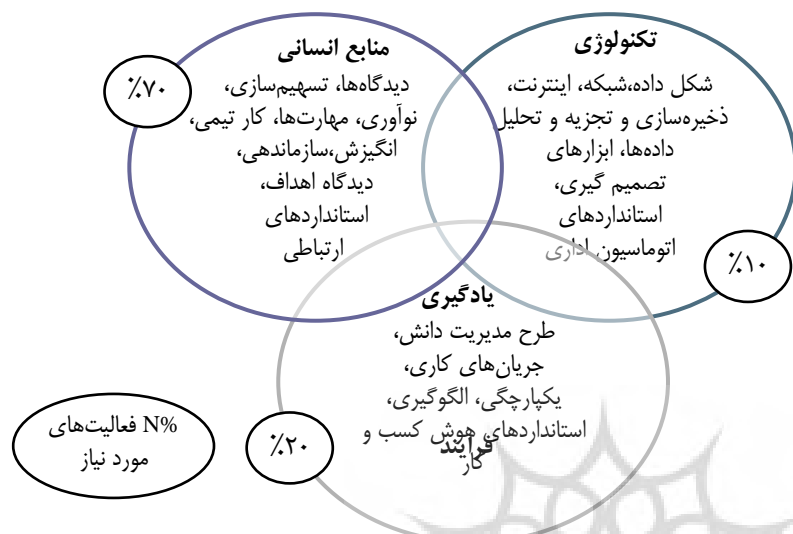 تکنولوژی
شکل داده،شبکه، اینترنت،
ذخیره‌سازی و تجزیه و تحلیل
داده‌ها، ابزارهای
تصمیم گیری،
استانداردهای
اتوماسیون اداری
٪۱۰
منابع انسانی
دیدگاه‌ها، تسهیم‌سازی،
نوآوری، مهارت‌ها، کار تیمی،
انگیزش،سازماندهی،
دیدگاه اهداف،
استانداردهای
ارتباطی
٪۷۰
یادگیری
طرح مدیریت دانش،
جریان‌های کاری،
یکپارچگی، الگوگیری،
استانداردهای هوش کسب و
کار
فرآیند
٪۲۰
N% فعالیت‌های
مورد نیاز